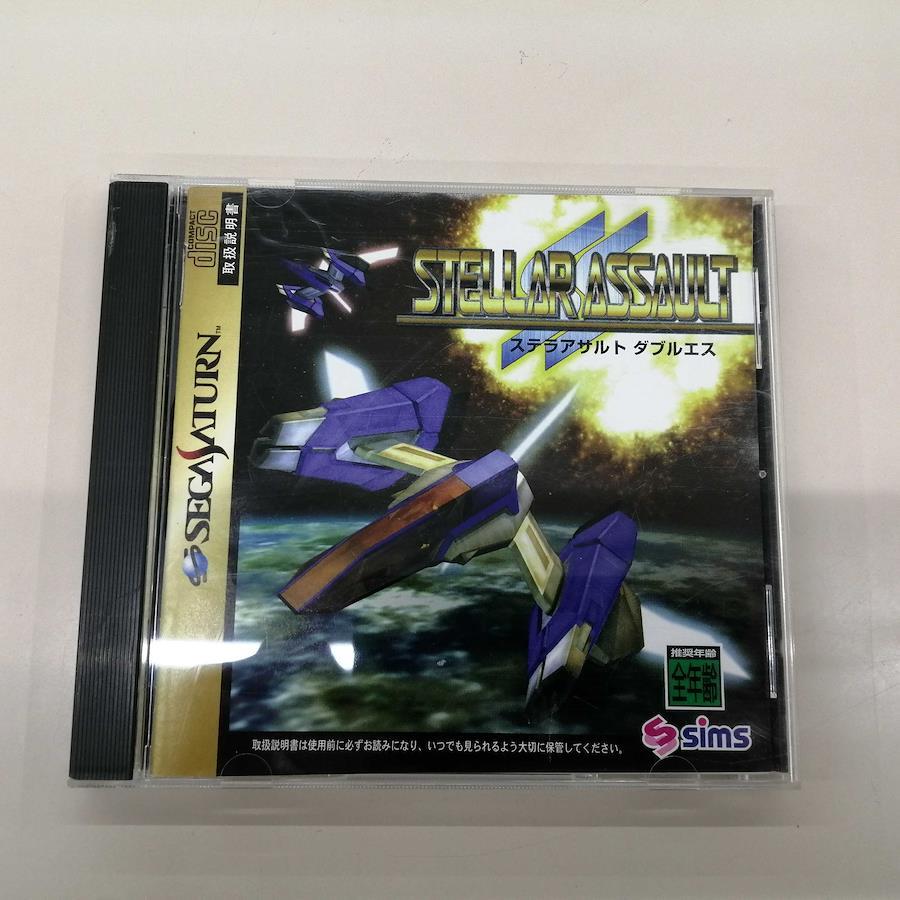 COMPACT
disc
取扱説明書
SEGA SATURN™
SS
STELLAR ASSAULT
ステラアサルト ダブルエス
推奨年齢
全年齢
sims
取扱説明書は使用前に必ずお読みになり、いつでも見られるよう大切に保管してください。